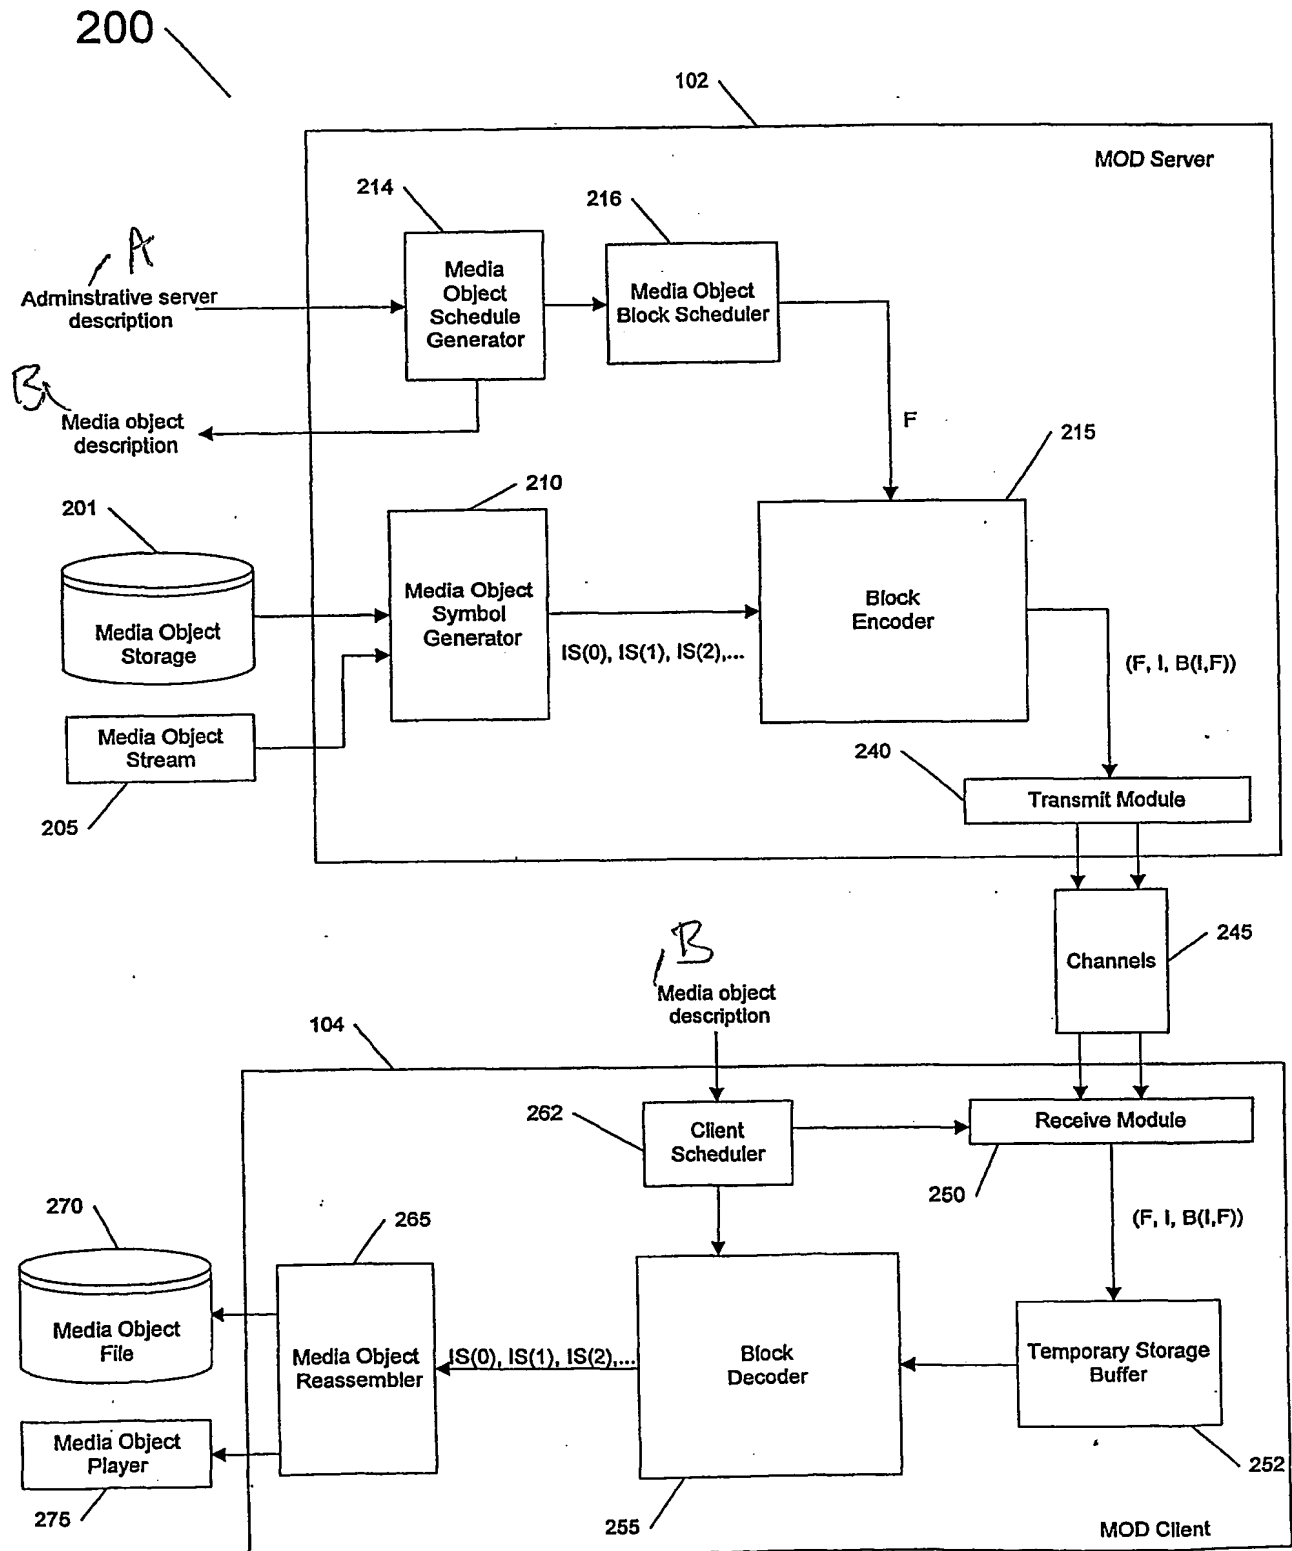 200
102
MOD Server
214
216
A
Adminstrative server
description
Media
Object
Schedule
Generator
Media Object
Block Scheduler
B
Media object
description
F
215
210
201
Media Object
Storage
Media Object
Symbol
Generator
IS(0), IS(1), IS(2),...
Block
Encoder
(F, I, B(I,F))
Media Object
Stream
205
240
Transmit Module
B
Media object
description
Channels
245
104
262
Client
Scheduler
Receive Module
250
(F, I, B(I,F))
270
265
Media Object
File
Media Object
Reassembler
IS(0), IS(1), IS(2),...
Block
Decoder
Temporary Storage
Buffer
Media Object
Player
275
255
252
MOD Client